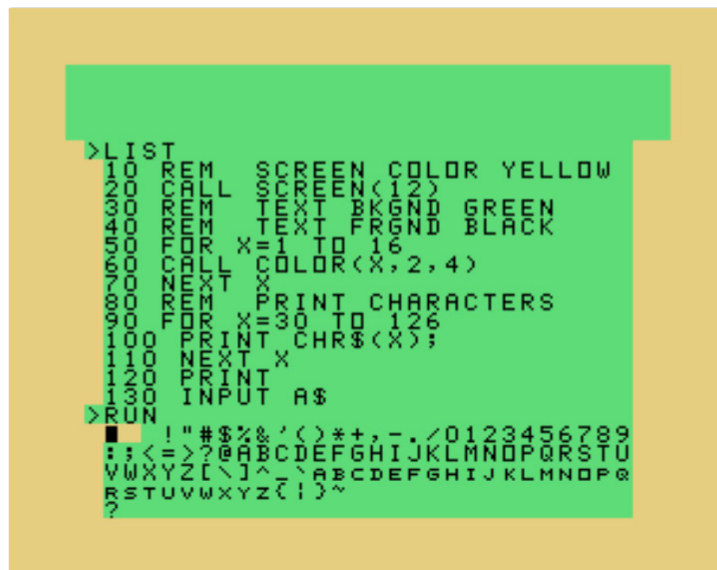 >LIST
10 REM  SCREEN COLOR YELLOW
20 CALL SCREEN(12)
30 REM  TEXT BKGND GREEN
40 REM  TEXT FRGND BLACK
50 FOR X=1 TO 16
60 CALL COLOR(X,2,4)
70 NEXT X
80 REM  PRINT CHARACTERS
90 FOR X=30 TO 126
100 PRINT CHR$(X);
110 NEXT X
120 PRINT
130 INPUT A$
>RUN
█  !"#$%&'()*+,-./0123456789
:;<=>?@ABCDEFGHIJKLMNOPQRSTU
VWXYZ[\]^_`ABCDEFGHIJKLMNOPQ
RSTUVWXYZ{|}~
?